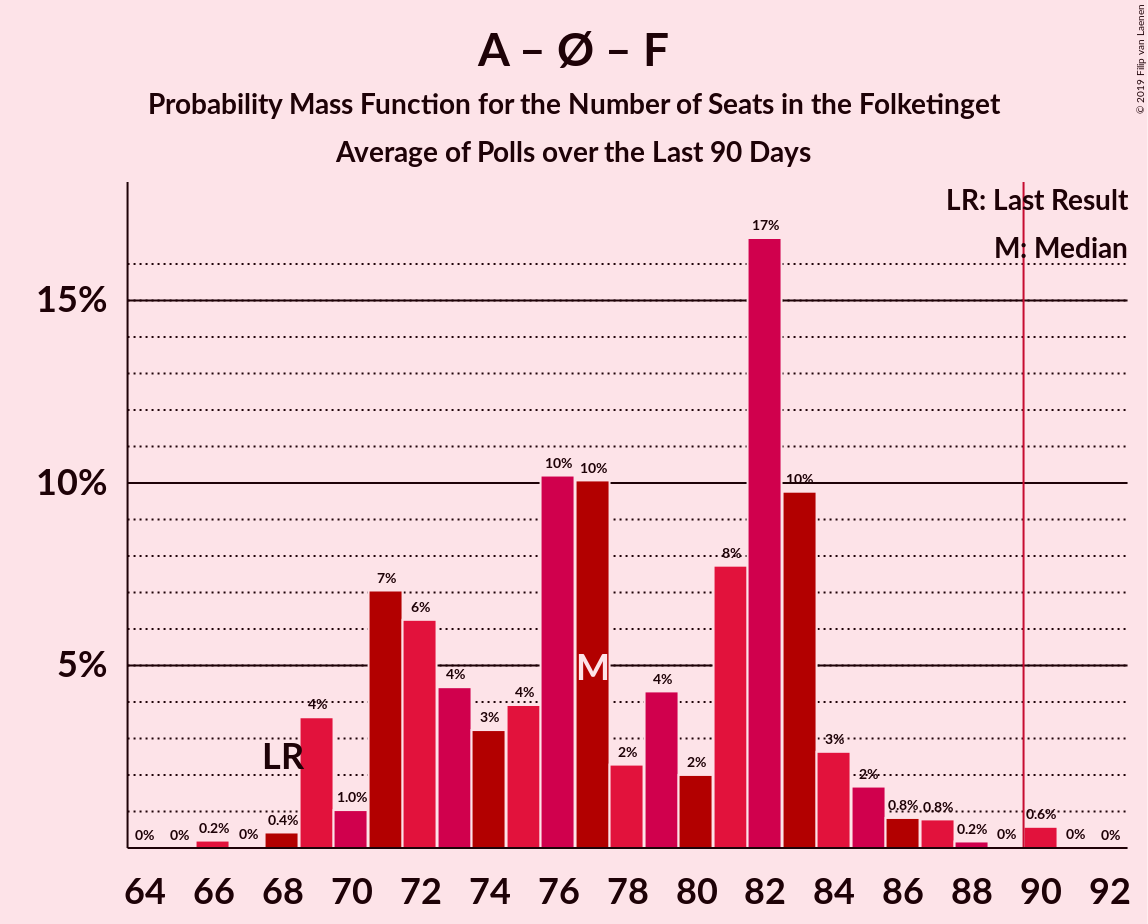 A – Ø – F
Probability Mass Function for the Number of Seats in the Folketinget
Average of Polls over the Last 90 Days
© 2019 Filip van Laenen
LR: Last Result
M: Median
15%
10%
5%
0% 0% 0.2% 0% 0.4% 4% 1.0% 7% 6% 4% 3% 4% 10% 10% 2% 4% 2% 8% 17% 10% 3% 2% 0.8% 0.8% 0.2% 0% 0.6% 0% 0%
LR
M
64 66 68 70 72 74 76 78 80 82 84 86 88 90 92